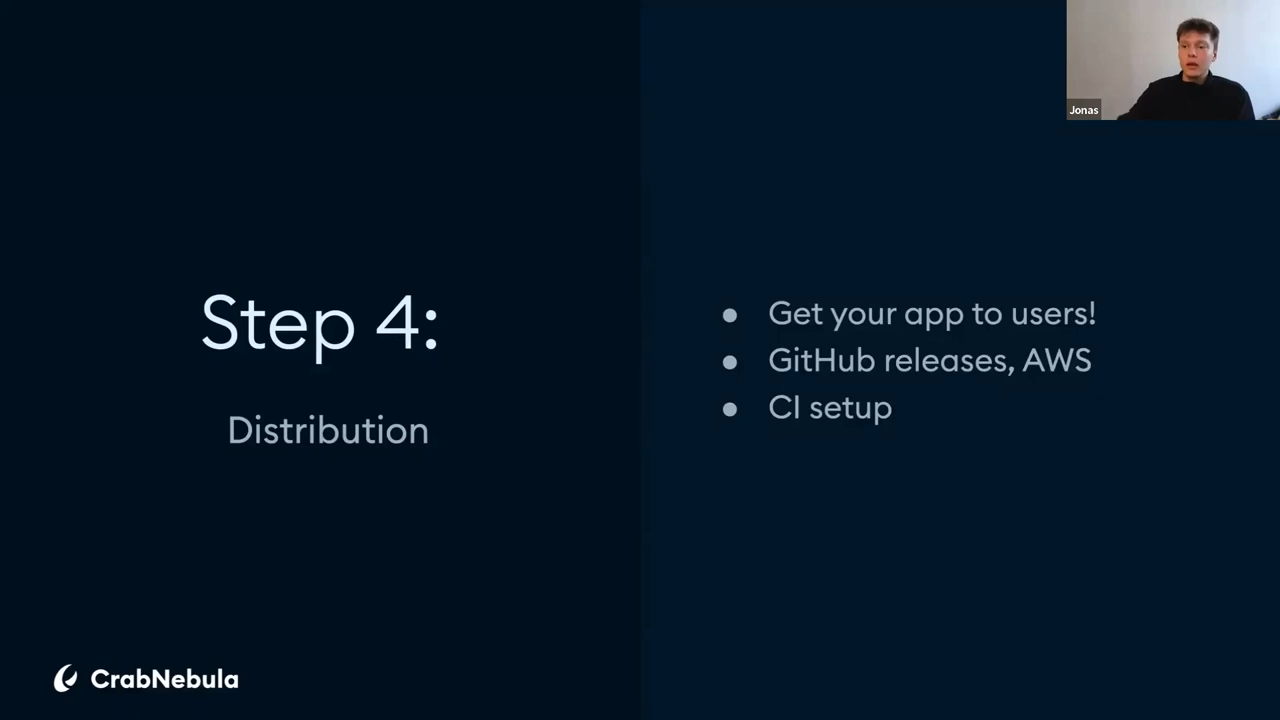 Jonas
Step 4:
Distribution
● Get your app to users!
● GitHub releases, AWS
● CI setup
CrabNebula